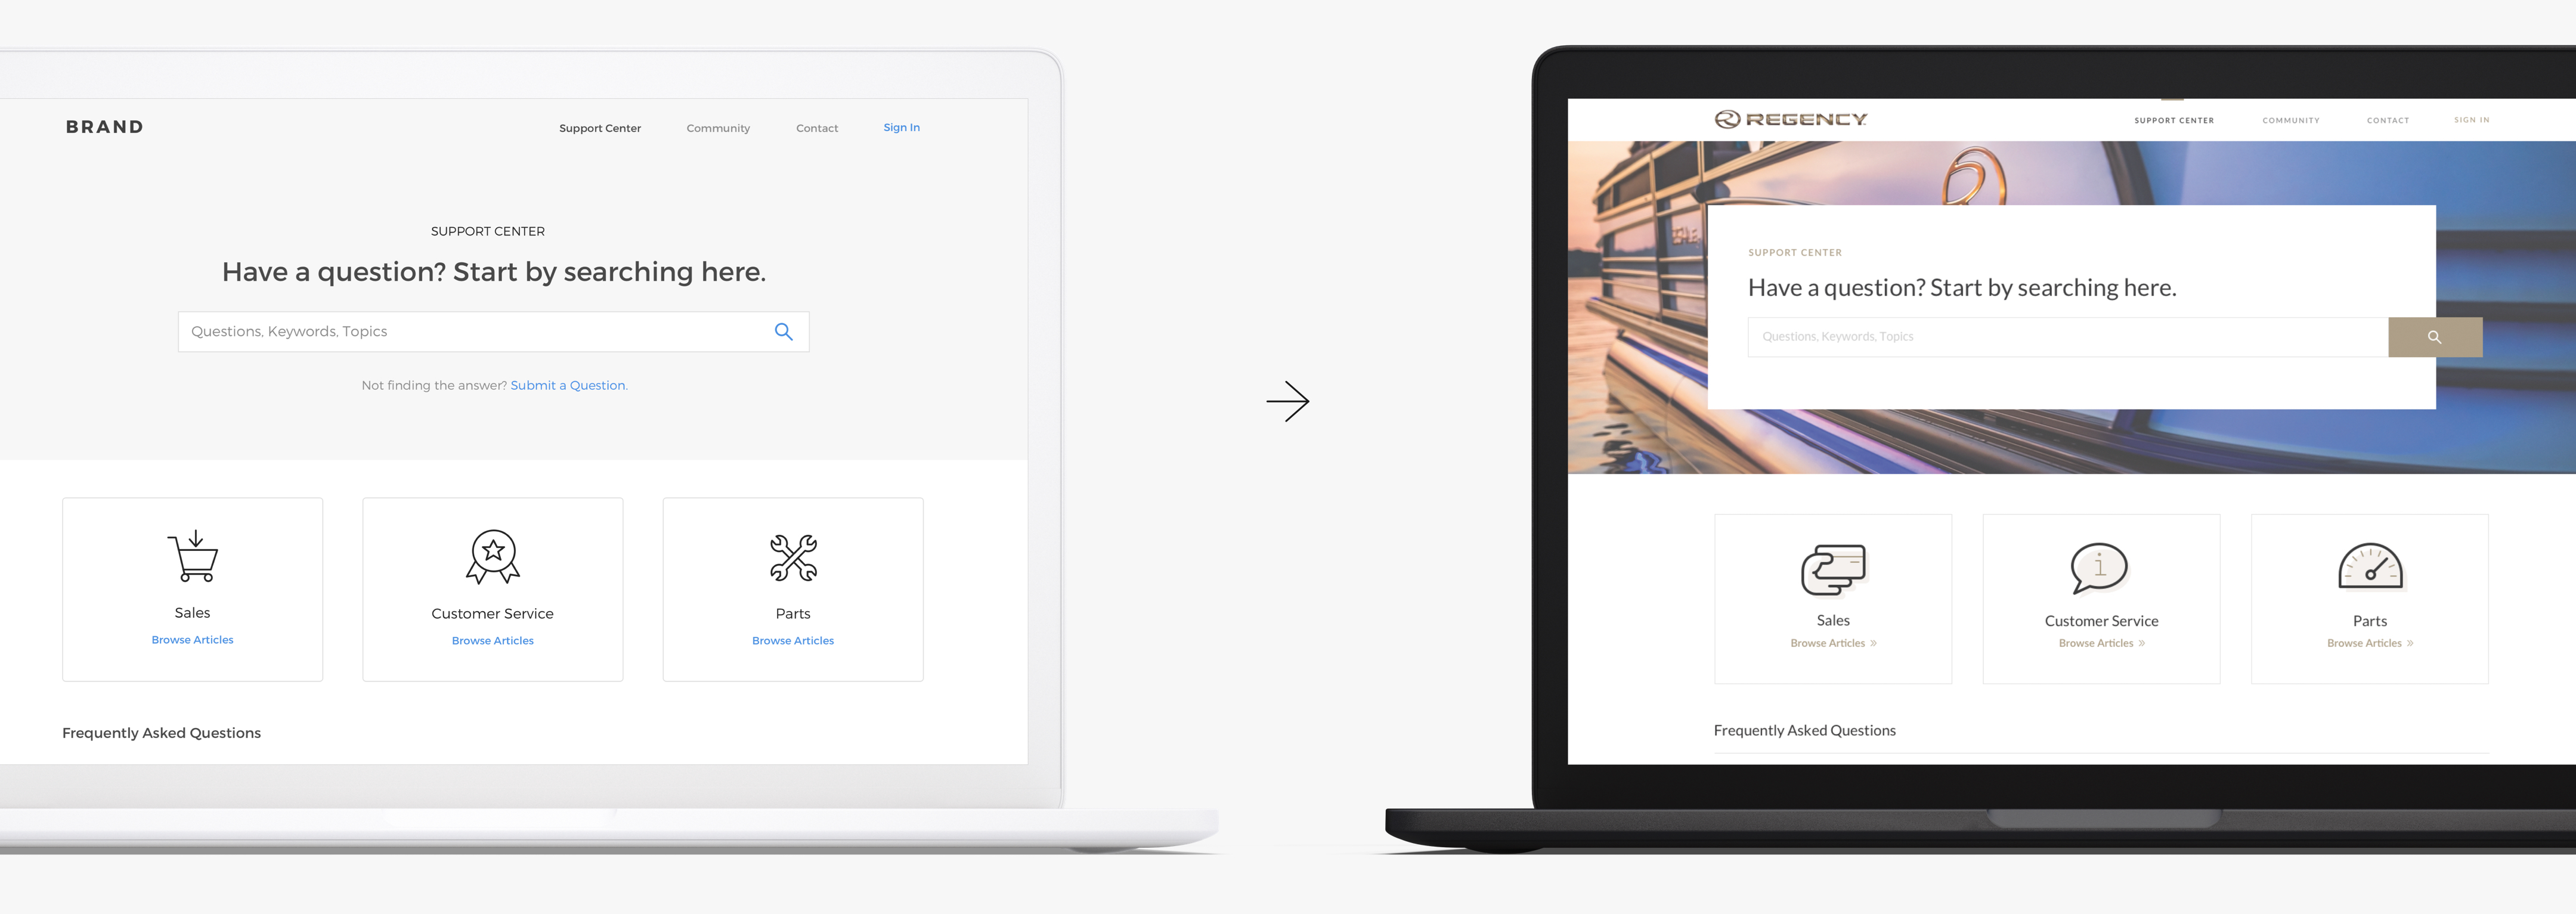 BRAND
Support Center
Community
Contact
Sign In
SUPPORT CENTER
Have a question? Start by searching here.
Questions, Keywords, Topics
Not finding the answer? Submit a Question.
Sales
Browse Articles
Customer Service
Browse Articles
Parts
Browse Articles
Frequently Asked Questions
REGENCY
SUPPORT CENTER
COMMUNITY
CONTACT
SIGN IN
SUPPORT CENTER
Have a question? Start by searching here.
Questions, Keywords, Topics
Sales
Browse Articles »
Customer Service
Browse Articles »
Parts
Browse Articles »
Frequently Asked Questions